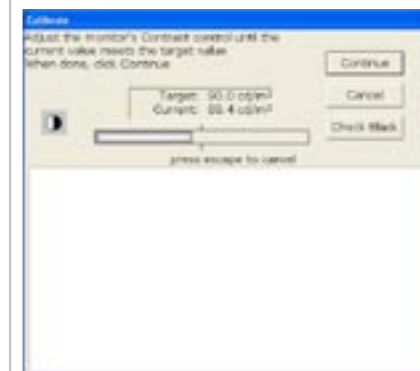 Calibrate
Adjust the monitor's Contrast control until the
current value meets the target value
When done, click Continue
Continue
Target: 90.0 cd/m²
Cancel
Current: 89.4 cd/m²
Check Black
press escape to cancel